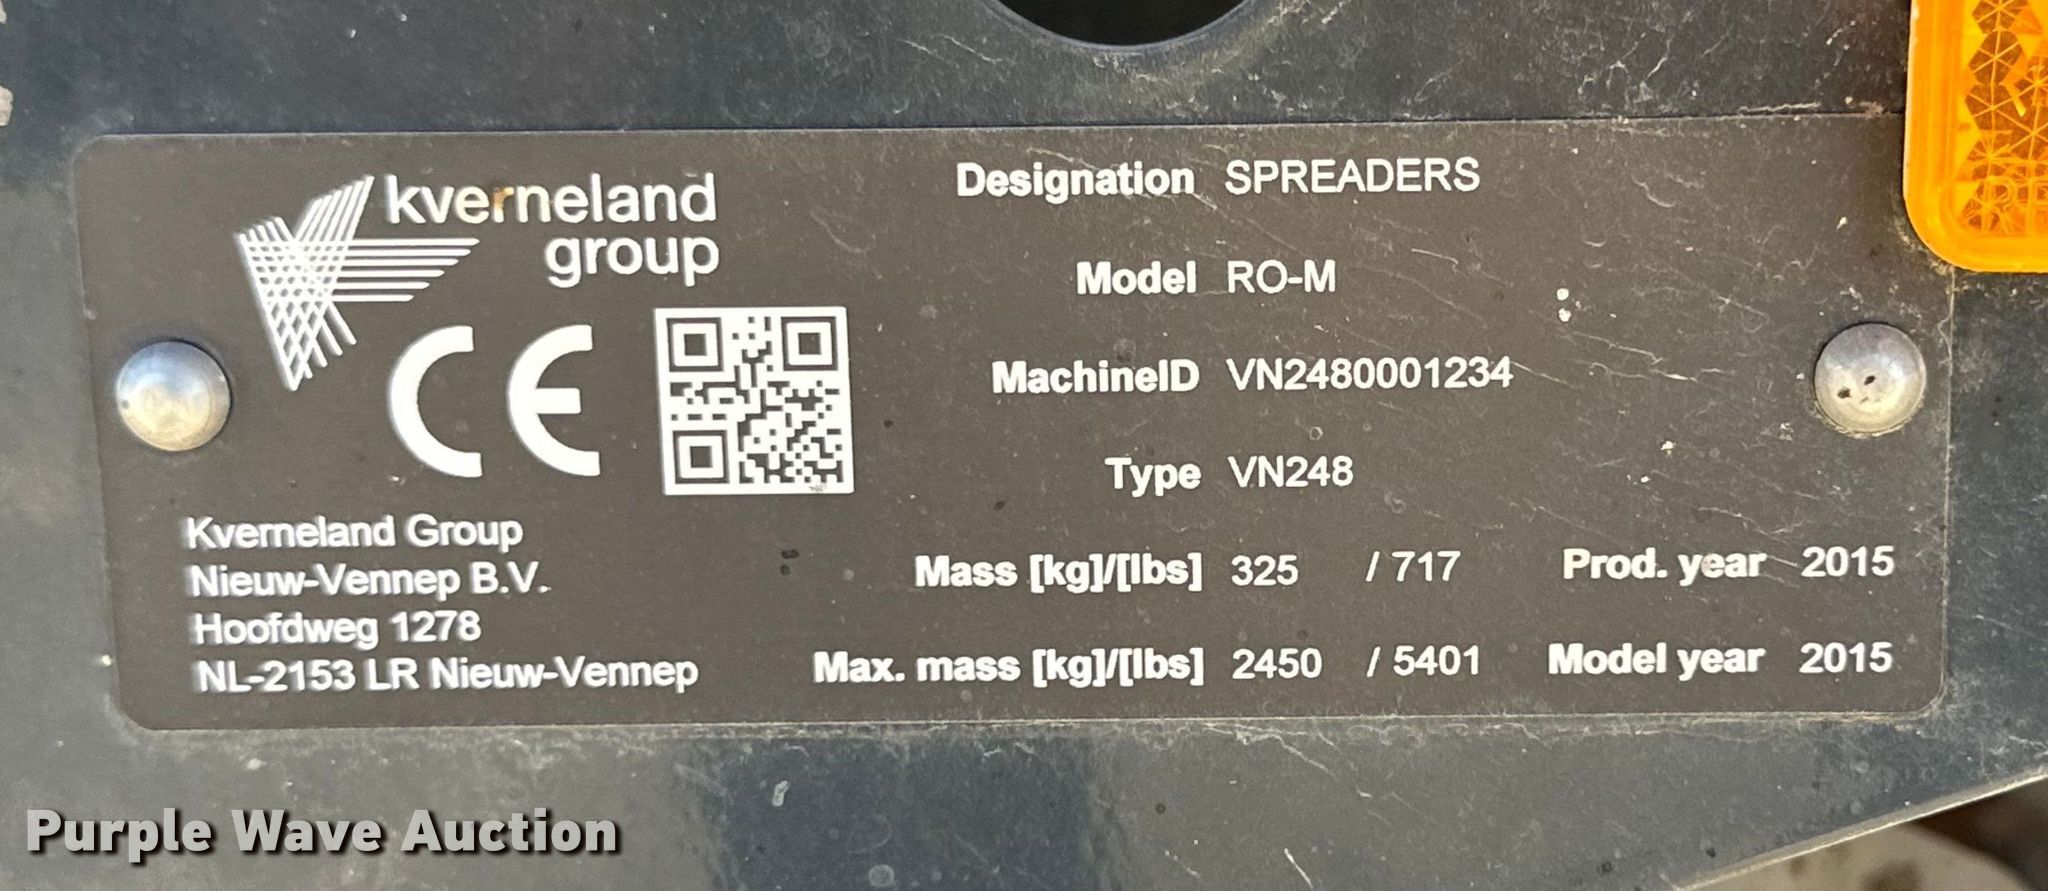 kverneland
group
CE
Kverneland Group
Nieuw-Vennep B.V.
Hoofdweg 1278
NL-2153 LR Nieuw-Vennep
Designation SPREADERS
Model RO-M
MachineID VN2480001234
Type VN248
Mass [kg]/[lbs] 325 / 717 Prod. year 2015
Max. mass [kg]/[lbs] 2450 / 5401 Model year 2015
Purple Wave Auction